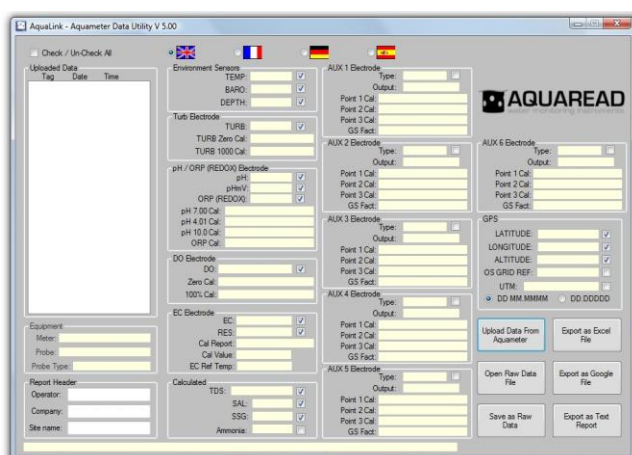 AquaLink - Aquameter Data Utility V 5.00
Check / Un-Check All
Uploaded Data
Tag Date Time
Equipment
Meter:
Probe:
Probe Type:
Report Header
Operator:
Company:
Site name:
Environment Sensors
TEMP:
BARO:
DEPTH:
Turb Electrode
TURB:
TURB Zero Cal:
TURB 1000 Cal:
pH / ORP (REDOX) Electrode
pH:
pHmV:
ORP (REDOX):
pH 7.00 Cal:
pH 4.01 Cal:
pH 10.0 Cal:
ORP Cal:
DO Electrode
DO:
Zero Cal:
100% Cal:
EC Electrode
EC:
RES:
Cal Report:
Cal Value:
EC Ref Temp:
Calculated
TDS:
SAL:
SSG:
Ammonia:
AUX 1 Electrode
Type:
Output:
Point 1 Cal:
Point 2 Cal:
Point 3 Cal:
GS Fact:
AUX 2 Electrode
Type:
Output:
Point 1 Cal:
Point 2 Cal:
Point 3 Cal:
GS Fact:
AUX 3 Electrode
Type:
Output:
Point 1 Cal:
Point 2 Cal:
Point 3 Cal:
GS Fact:
AUX 4 Electrode
Type:
Output:
Point 1 Cal:
Point 2 Cal:
Point 3 Cal:
GS Fact:
AUX 5 Electrode
Type:
Output:
Point 1 Cal:
Point 2 Cal:
Point 3 Cal:
GS Fact:
AQUAREAD
water monitoring instruments
AUX 6 Electrode
Type:
Output:
Point 1 Cal:
Point 2 Cal:
Point 3 Cal:
GS Fact:
GPS
LATITUDE:
LONGITUDE:
ALTITUDE:
OS GRID REF:
UTM:
DD MM.MMMM DD.DDDDD
Upload Data From
Aquameter
Export as Excel
File
Open Raw Data
File
Export as Google
File
Save as Raw
Data
Export as Text
Report